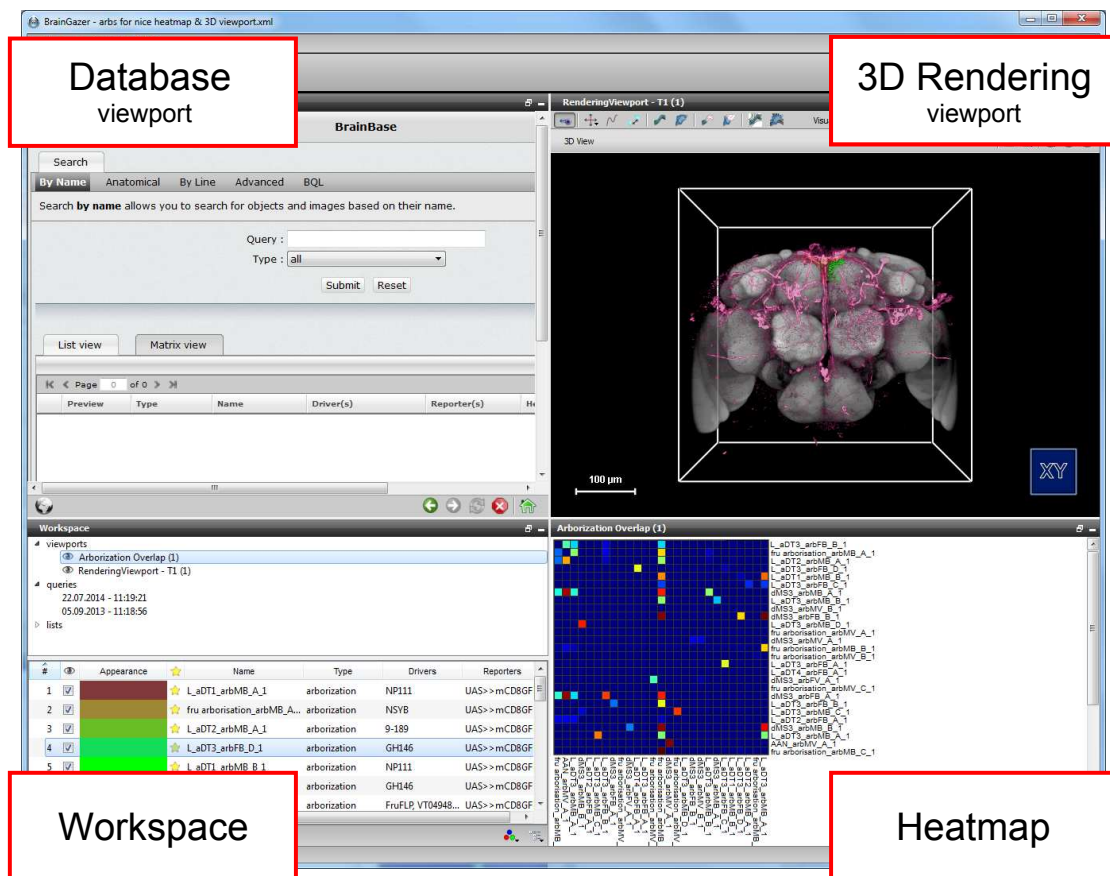 BrainGazer - arbs for nice heatmap & 3D viewport.xml
Database
viewport
3D Rendering
viewport
RenderingViewport - T1 (1)
BrainBase
3D View
Search
By Name Anatomical By Line Advanced BQL
Search by name allows you to search for objects and images based on their name.
Query :
Type : all
Submit Reset
List view Matrix view
Page 0 of 0
Preview Type Name Driver(s) Reporter(s)
100 µm
XY
Workspace
viewports
Arborization Overlap (1)
RenderingViewport - T1 (1)
queries
22.07.2014 - 11:19:21
05.09.2013 - 11:18:56
lists
# Appearance Name Type Drivers Reporters
1 L_aDT1_arbMB_A_1 arborization NP111 UAS>>mCD8GF
2 fru arborisation_arbMB_A... arborization NSYB UAS>>mCD8GF
3 L_aDT2_arbMB_A_1 arborization 9-189 UAS>>mCD8GF
4 L_aDT3_arbFB_D_1 arborization GH146 UAS>>mCD8GF
5 L_aDT1_arbMB_B_1 arborization GH146 UAS>>mCD8GF
arborization GH146 UAS>>mCD8GF
arborization FruFLP, VT04948... UAS>>mCD8GF
Workspace
Arborization Overlap (1)
L_aDT3_arbFB_B_1
fru arborisation_arbMB_A_1
L_aDT2_arbMB_A_1
L_aDT3_arbFB_D_1
L_aDT1_arbMB_B_1
L_aDT3_arbFB_C_1
dMS3_arbMB_A_1
L_aDT3_arbMB_B_1
dMS3_arbMV_B_1
dMS3_arbFB_B_1
L_aDT3_arbMB_D_1
fru arborisation_arbMV_A_1
fru arborisation_arbMB_B_1
fru arborisation_arbMV_B_1
L_aDT3_arbFB_A_1
L_aDT4_arbFB_A_1
dMS3_arbFV_A_1
fru arborisation_arbMV_C_1
dMS3_arbFB_A_1
L_aDT3_arbFB_B_1
L_aDT3_arbMB_C_1
L_aDT2_arbFB_A_1
dMS3_arbMB_B_1
L_aDT3_arbMB_A_1
AAN_arbMV_A_1
fru arborisation_arbMB_C_1
Heatmap